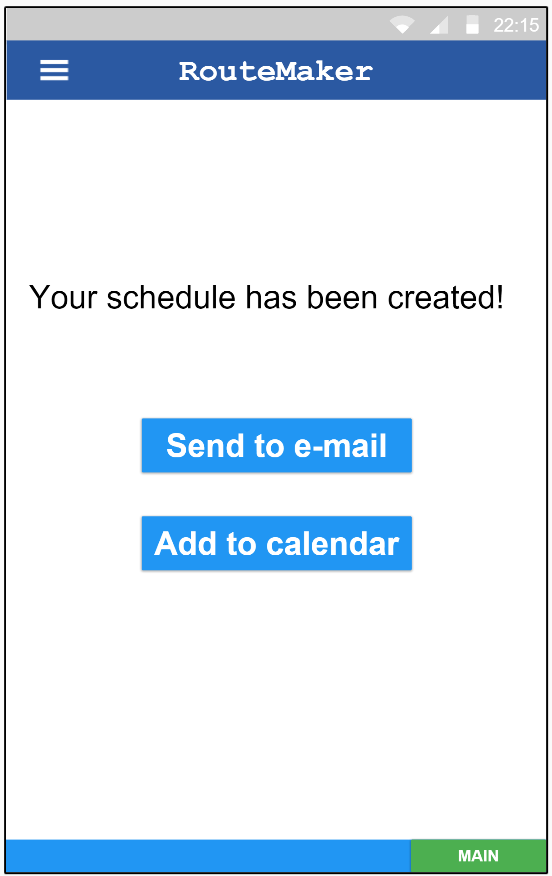 22:15
RouteMaker
Your schedule has been created!
Send to e-mail
Add to calendar
MAIN